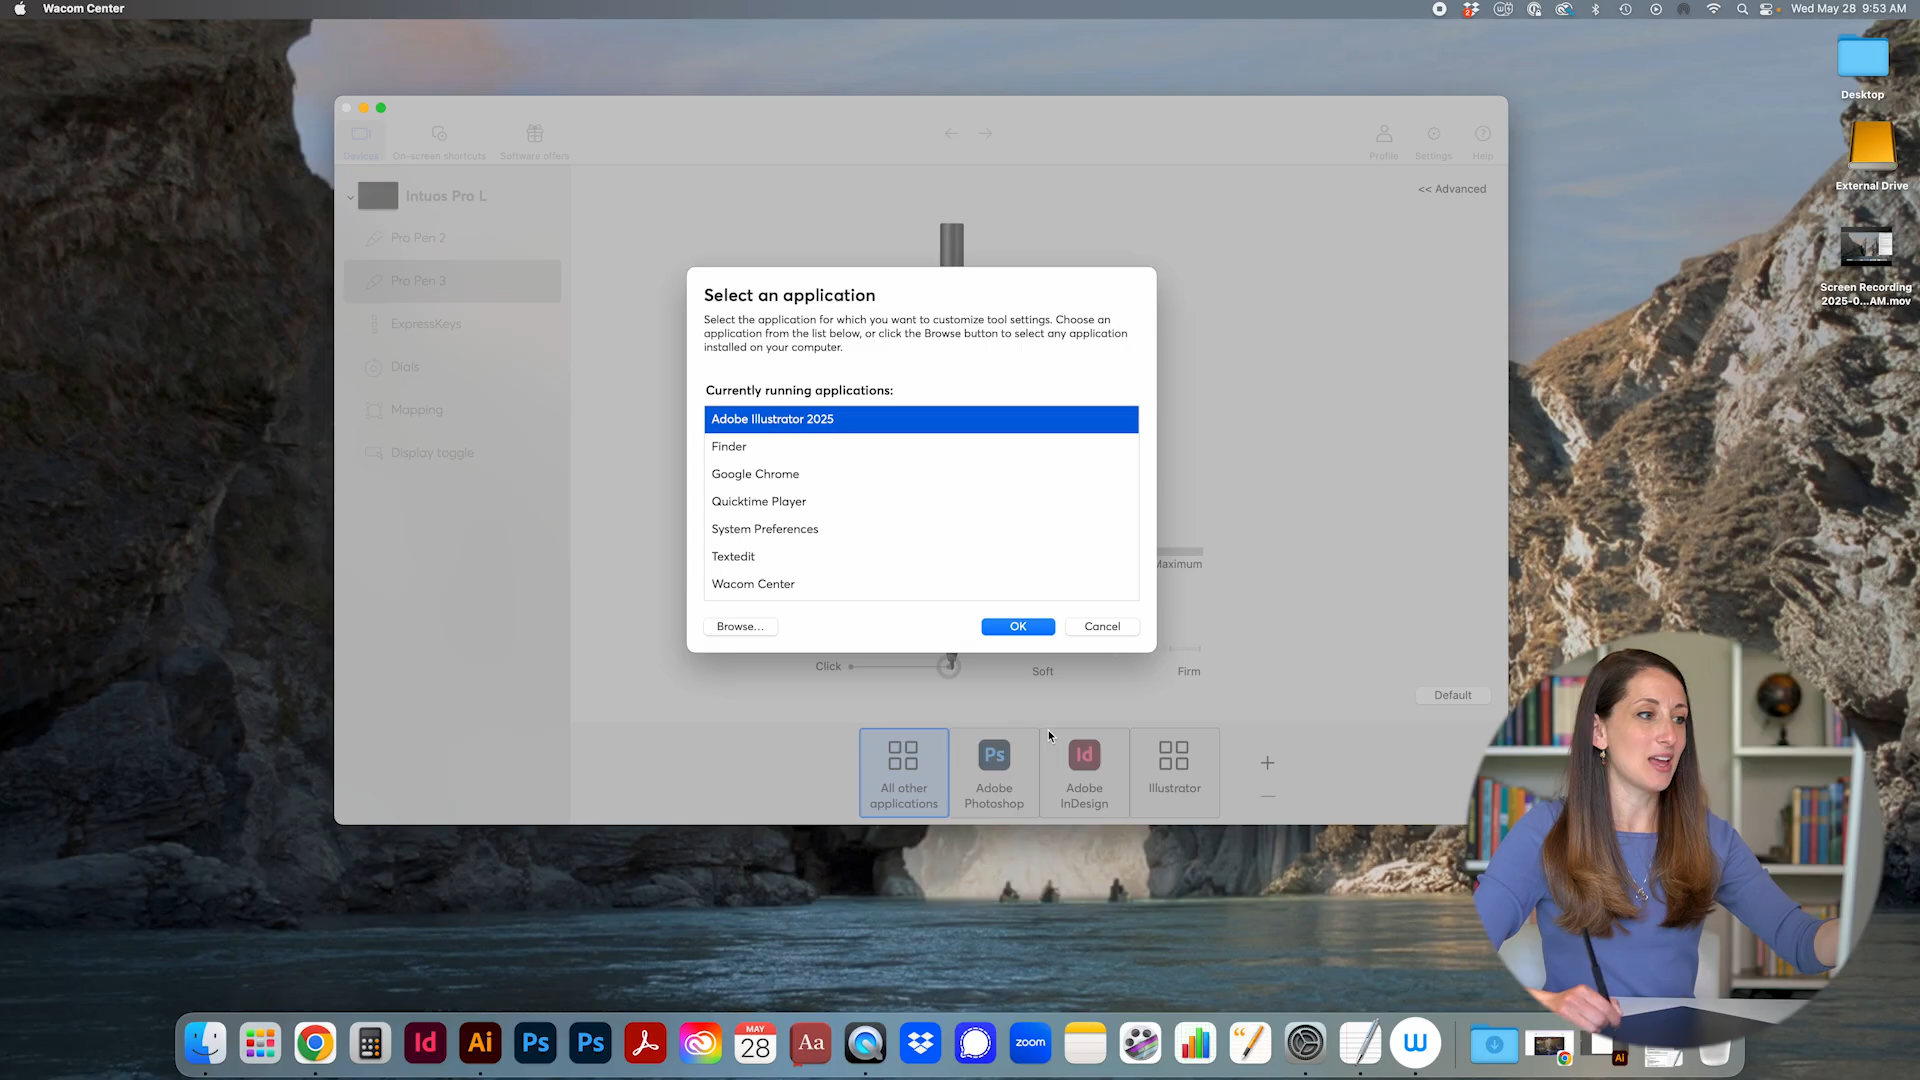 Wacom Center
2
Wed May 28 9:53 AM
Desktop
External Drive
Screen Recording
2025-0...AM.mov
Devices
On-screen shortcuts
Software offers
Profile
Settings
Help
Intuos Pro L
<< Advanced
Pro Pen 2
Pro Pen 3
ExpressKeys
Dials
Mapping
Display toggle
Select an application
Select the application for which you want to customize tool settings. Choose an
application from the list below, or click the Browse button to select any application
installed on your computer.
Currently running applications:
Adobe Illustrator 2025
Finder
Google Chrome
Quicktime Player
System Preferences
Textedit
Wacom Center
Browse...
OK
Cancel
Maximum
Click
Soft
Firm
Default
All other
applications
Ps
Adobe
Photoshop
Id
Adobe
InDesign
Illustrator
Id
Ai
Ps
Ps
MAY
28
Aa
zoom
W
Ai